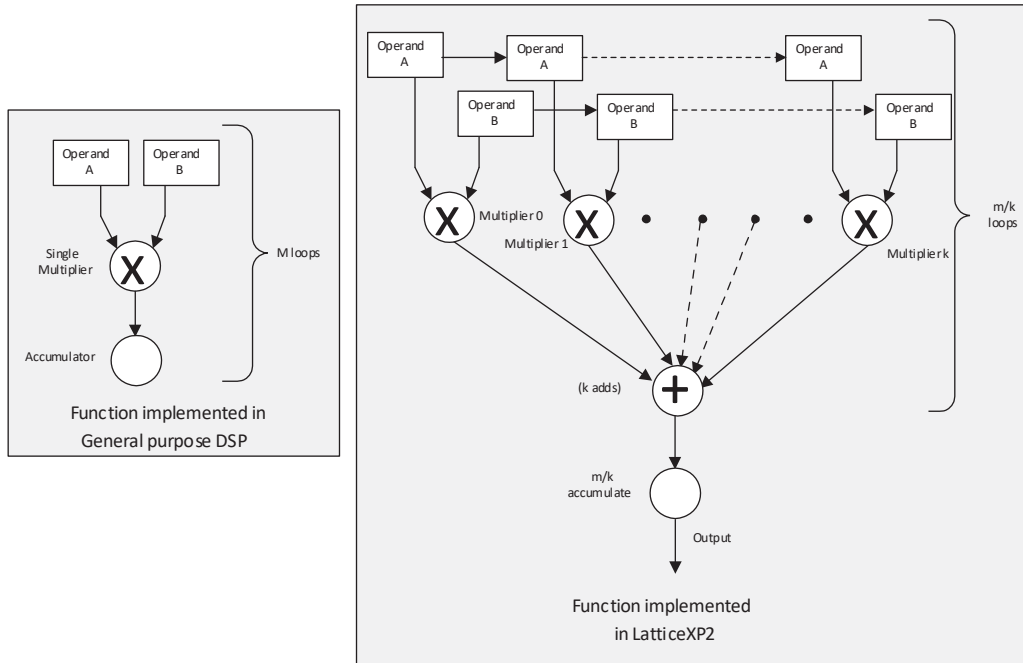 Operand
A
Operand
B
Single
Multiplier
X
M loops
Accumulator
Function implemented in
General purpose DSP
Operand
A
Operand
A
Operand
A
Operand
B
Operand
B
Operand
B
X
Multiplier 0
X
Multiplier 1
X
Multiplier k
m/k
loops
(k adds)
+
m/k
accumulate
Output
Function implemented
in LatticeXP2